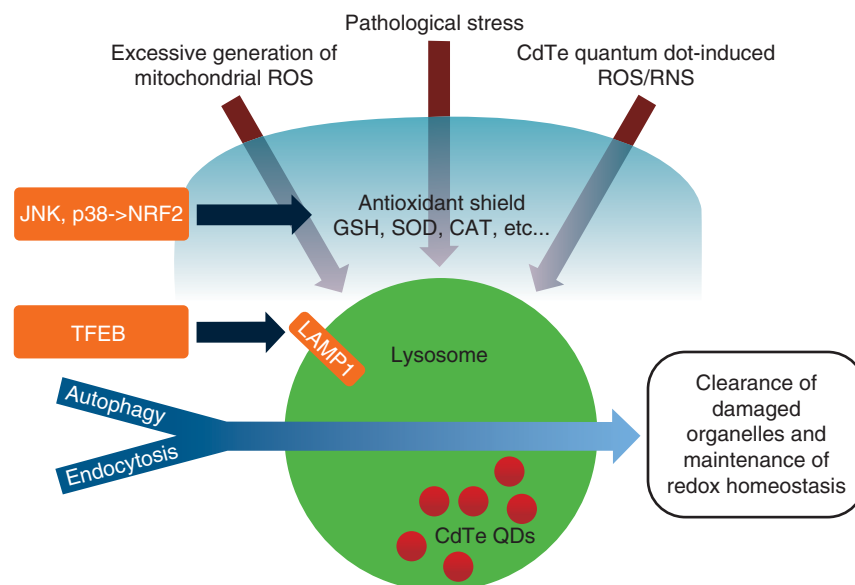 Pathological stress
Excessive generation of
mitochondrial ROS
CdTe quantum dot-induced
ROS/RNS
Antioxidant shield
GSH, SOD, CAT, etc...
JNK, p38->NRF2
TFEB
LAMP1
Lysosome
Autophagy
Endocytosis
Clearance of
damaged
organelles and
maintenance of
redox homeostasis
CdTe QDs